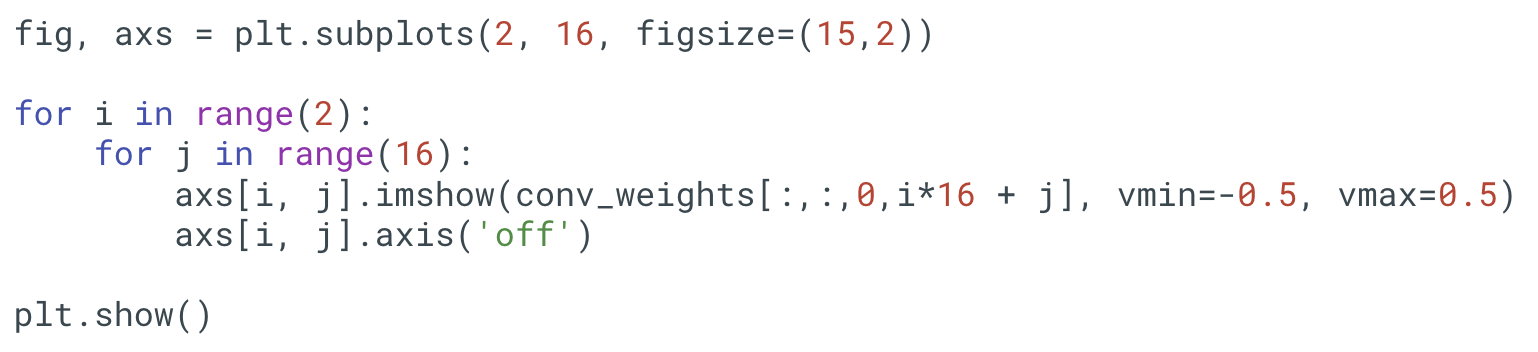 fig, axs = plt.subplots(2, 16, figsize=(15,2))
for i in range(2):
    for j in range(16):
        axs[i, j].imshow(conv_weights[:,:,0,i*16 + j], vmin=-0.5, vmax=0.5)
        axs[i, j].axis('off')
plt.show()